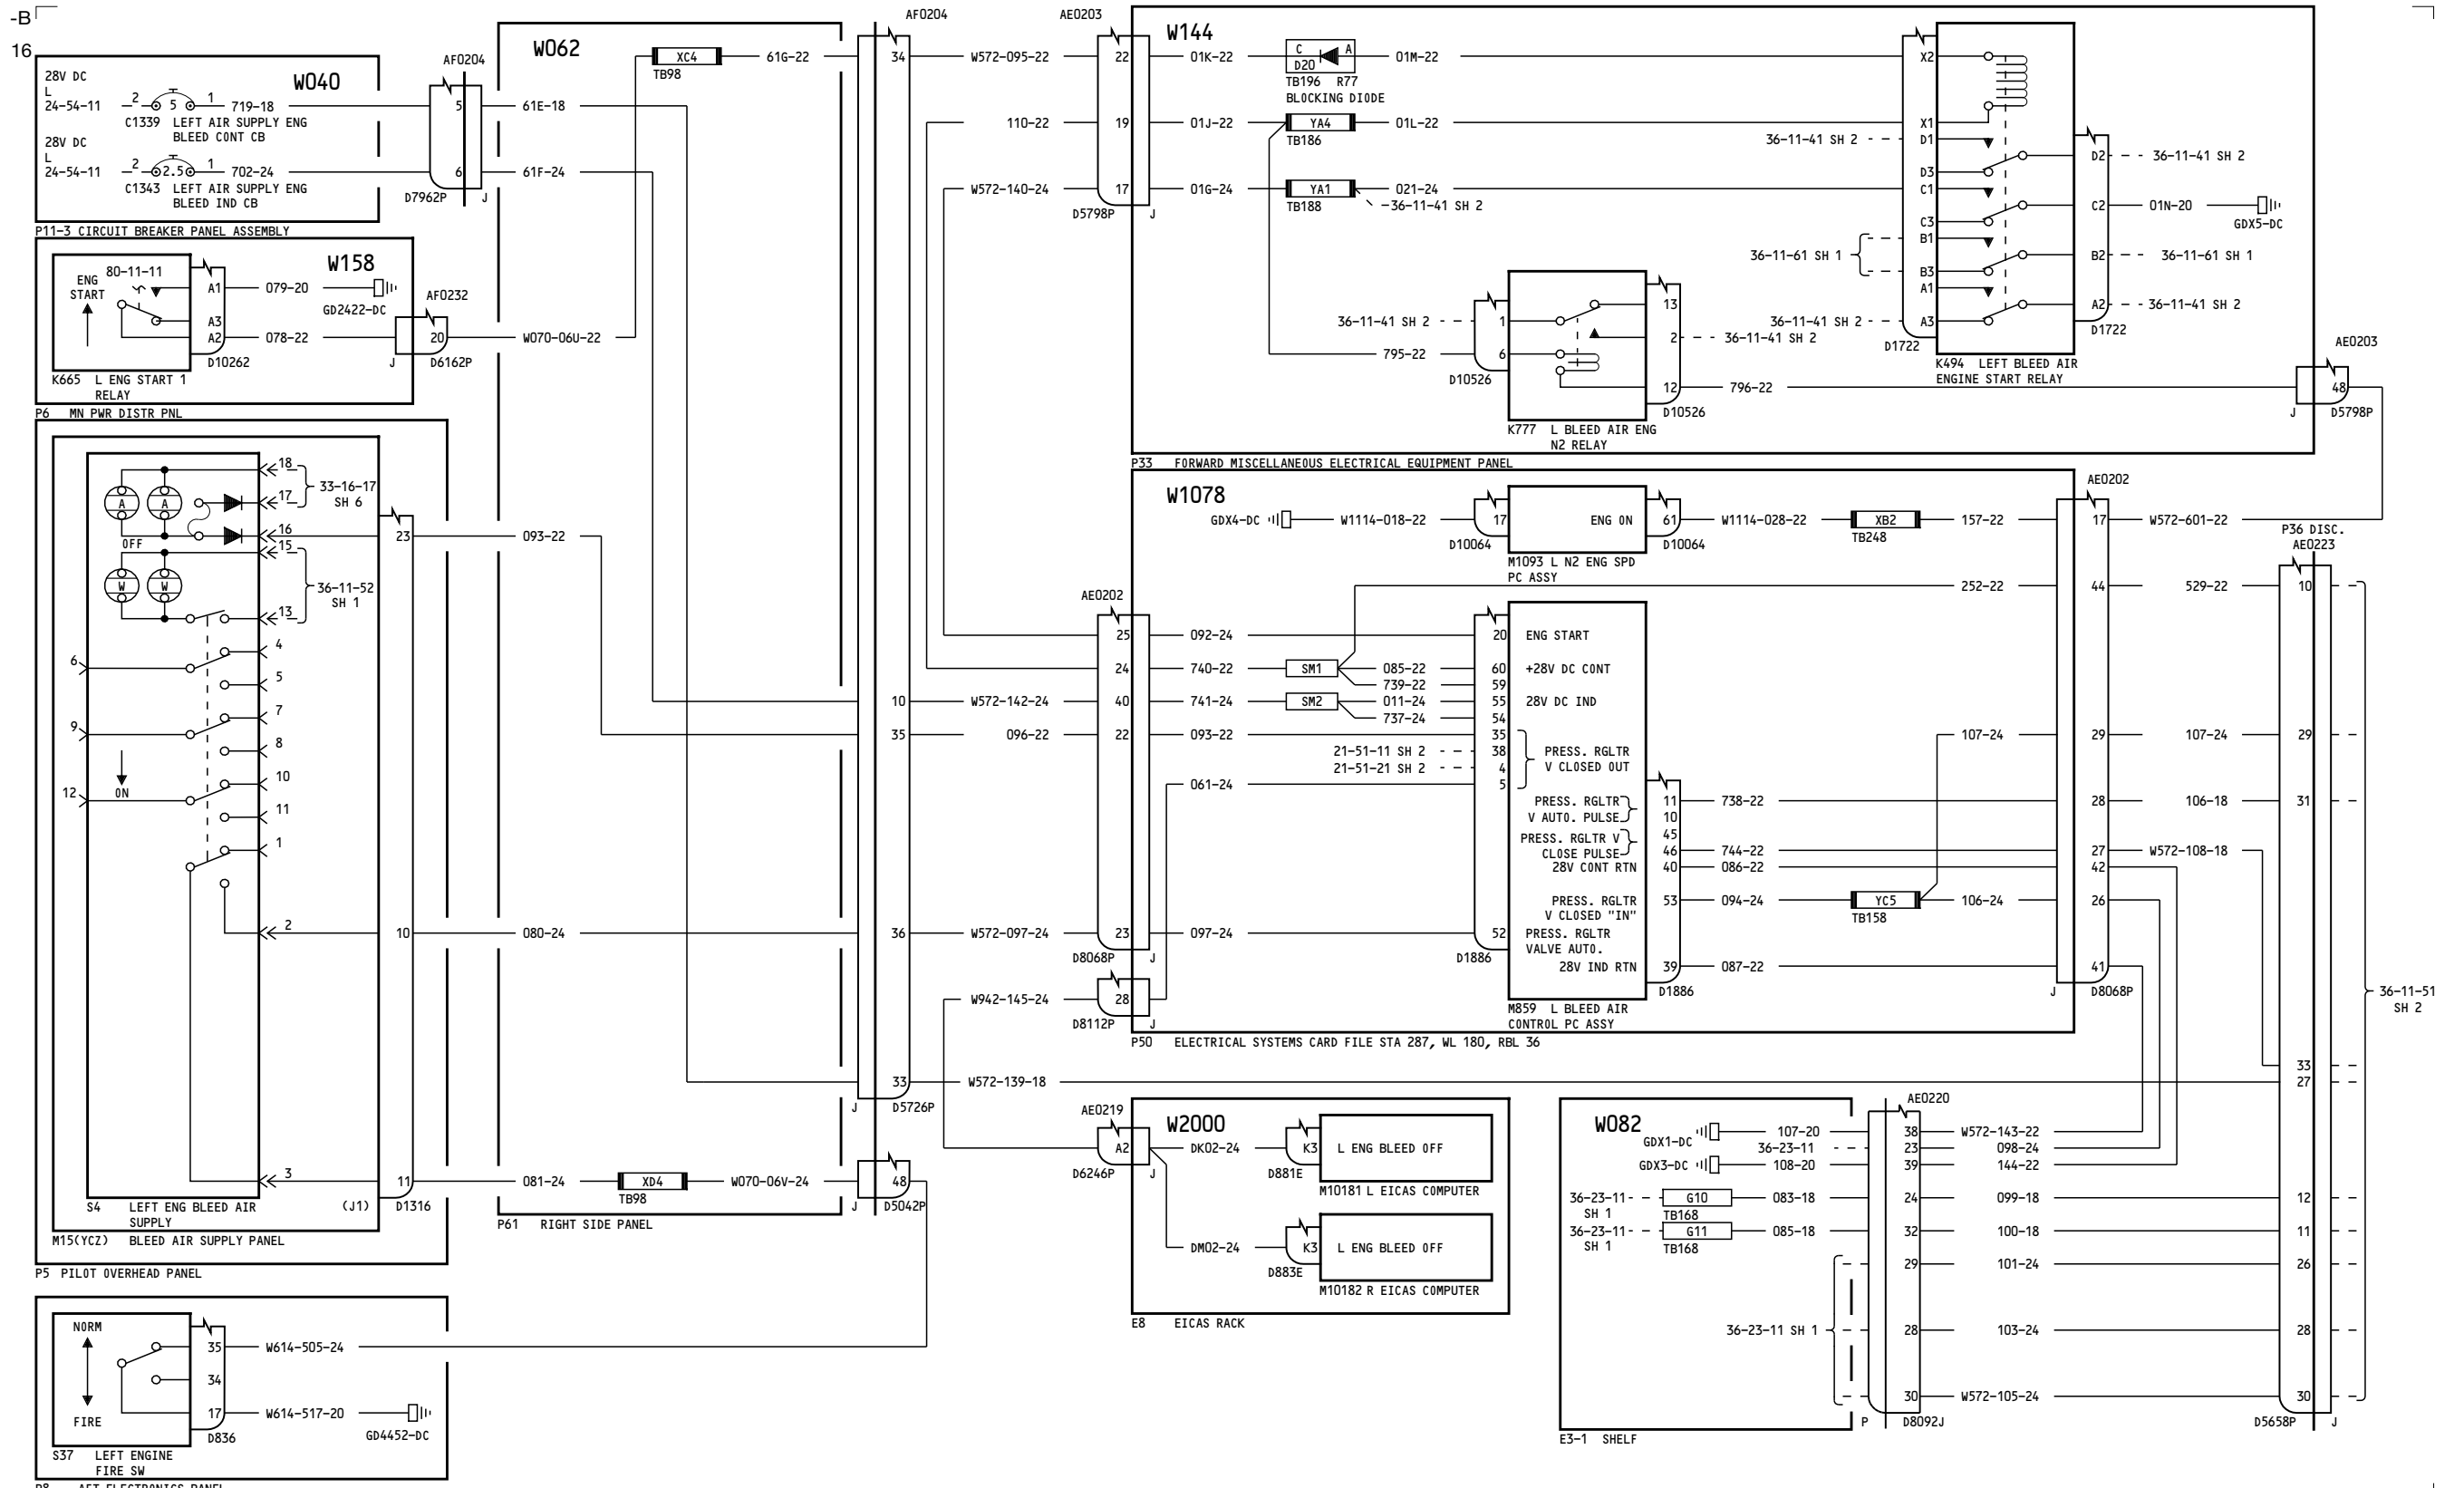 -B
16
28V DC
L
24-54-11
2
5
1
719-18
C1339 LEFT AIR SUPPLY ENG
BLEED CONT CB
W040
28V DC
L
24-54-11
2
2.5
1
702-24
C1343 LEFT AIR SUPPLY ENG
BLEED IND CB
P11-3 CIRCUIT BREAKER PANEL ASSEMBLY
AF0204
5
6
D7962P
J
W158
80-11-11
ENG
START
A1
A3
A2
079-20
GD2422-DC
078-22
D10262
K665 L ENG START 1
RELAY
P6 MN PWR DISTR PNL
AF0232
20
J
D6162P
W070-06U-22
W062
XC4
TB98
61G-22
61E-18
61F-24
18
17
33-16-17
SH 6
16
15
36-11-52
SH 1
13
A
A
OFF
W
W
4
6
5
7
9
8
10
12
ON
11
1
2
3
23
10
11
S4 LEFT ENG BLEED AIR
SUPPLY
(J1)
D1316
M15(YCZ) BLEED AIR SUPPLY PANEL
P5 PILOT OVERHEAD PANEL
093-22
080-24
081-24
XD4
TB98
W070-06V-24
P61 RIGHT SIDE PANEL
NORM
FIRE
35
34
17
W614-505-24
W614-517-20
GD4452-DC
D836
S37 LEFT ENGINE
FIRE SW
P8 AFT ELECTRONICS PANEL
AF0204
34
10
35
36
33
J
D5726P
48
J
D5042P
W572-095-22
110-22
W572-140-24
W572-142-24
096-22
W572-097-24
W942-145-24
W572-139-18
AE0203
22
19
17
D5798P
J
W144
01K-22
C
A
D20
TB196 R77
BLOCKING DIODE
01M-22
01J-22
YA4
TB186
01L-22
01G-24
YA1
TB188
021-24
36-11-41 SH 2
795-22
36-11-41 SH 2
1
6
D10526
13
2
12
D10526
36-11-41 SH 2
796-22
K777 L BLEED AIR ENG
N2 RELAY
X2
X1
D1
D3
C1
C3
B1
B3
A1
A3
D1722
36-11-41 SH 2
36-11-61 SH 1
36-11-41 SH 2
D2
C2
B2
A2
D1722
36-11-41 SH 2
01N-20
GDX5-DC
36-11-61 SH 1
36-11-41 SH 2
K494 LEFT BLEED AIR
ENGINE START RELAY
AE0203
48
J
D5798P
P33 FORWARD MISCELLANEOUS ELECTRICAL EQUIPMENT PANEL
W1078
GDX4-DC
W1114-018-22
17
D10064
ENG ON
61
D10064
M1093 L N2 ENG SPD
PC ASSY
W1114-028-22
XB2
TB248
157-22
252-22
AE0202
25
24
40
22
23
D8068P
J
28
D8112P
J
092-24
740-22
SM1
085-22
739-22
741-24
SM2
011-24
737-24
093-22
21-51-11 SH 2
21-51-21 SH 2
061-24
097-24
20
60
59
55
54
35
38
4
5
52
D1886
ENG START
+28V DC CONT
28V DC IND
PRESS. RGLTR
V CLOSED OUT
PRESS. RGLTR
V AUTO. PULSE
PRESS. RGLTR V
CLOSE PULSE
28V CONT RTN
PRESS. RGLTR
V CLOSED "IN"
PRESS. RGLTR
VALVE AUTO.
28V IND RTN
11
10
45
46
40
53
39
D1886
M859 L BLEED AIR
CONTROL PC ASSY
738-22
744-22
086-22
094-24
YC5
TB158
107-24
106-24
087-22
P50 ELECTRICAL SYSTEMS CARD FILE STA 287, WL 180, RBL 36
AE0202
17
44
29
28
27
42
26
41
J
D8068P
W572-601-22
529-22
107-24
106-18
W572-108-18
P36 DISC.
AE0223
10
29
31
33
27
12
11
26
28
30
D5658P
J
36-11-51
SH 2
AE0219
A2
D6246P
J
W2000
DK02-24
K3
D881E
L ENG BLEED OFF
M10181 L EICAS COMPUTER
DM02-24
K3
D883E
L ENG BLEED OFF
M10182 R EICAS COMPUTER
E8 EICAS RACK
W082
GDX1-DC
107-20
36-23-11
GDX3-DC
108-20
36-23-11
SH 1
G10
TB168
083-18
36-23-11
SH 1
G11
TB168
085-18
36-23-11 SH 1
E3-1 SHELF
AE0220
38
23
39
24
32
29
28
30
P
D8092J
W572-143-22
098-24
144-22
099-18
100-18
101-24
103-24
W572-105-24